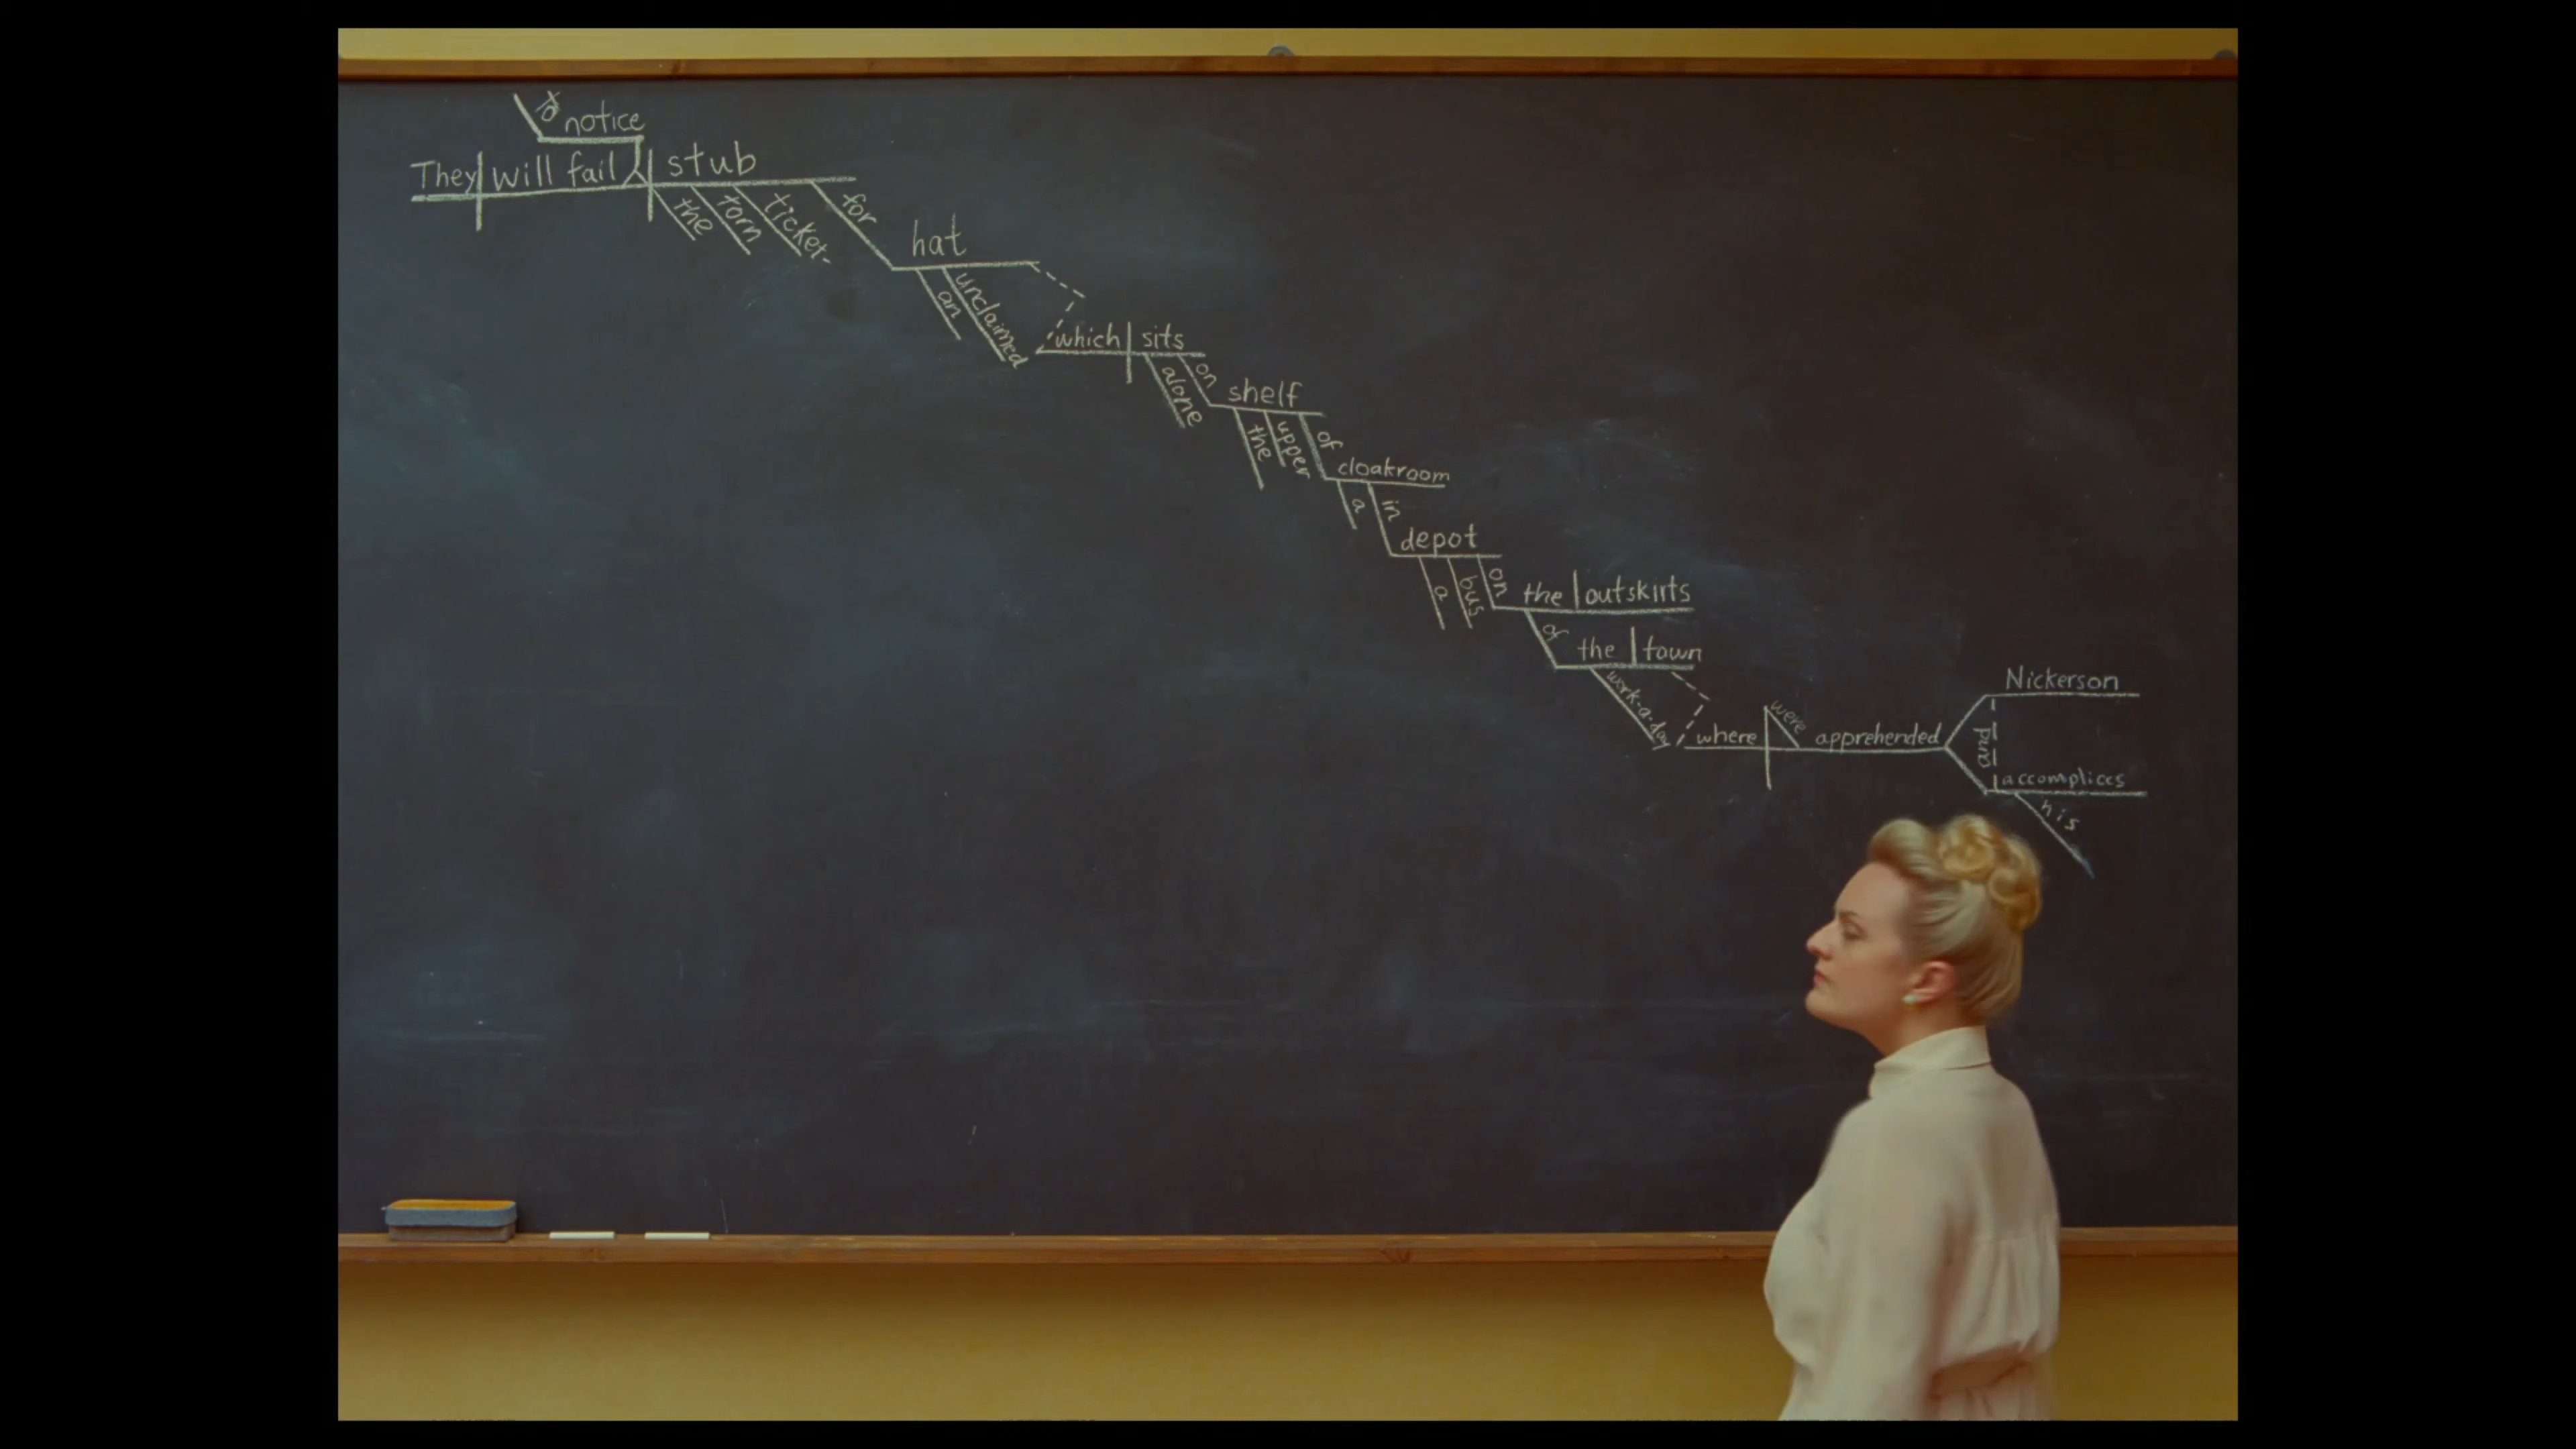 to
notice
They will fail stub
the torn ticket- for
hat
an unclaimed
which sits
alone on
shelf
the upper of
cloakroom
a in
depot
a bus on
the outskirts
of
the town
work-a-day
where were apprehended
Nickerson
and
accomplices
his